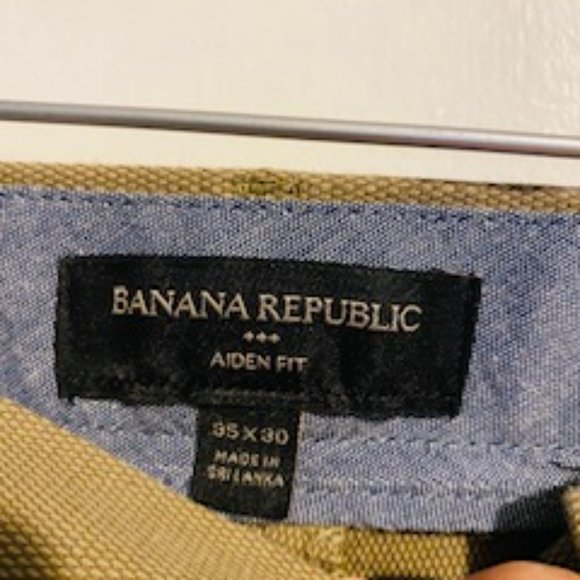 BANANA REPUBLIC
AIDEN FIT
35 X 30
MADE IN
SRI LANKA